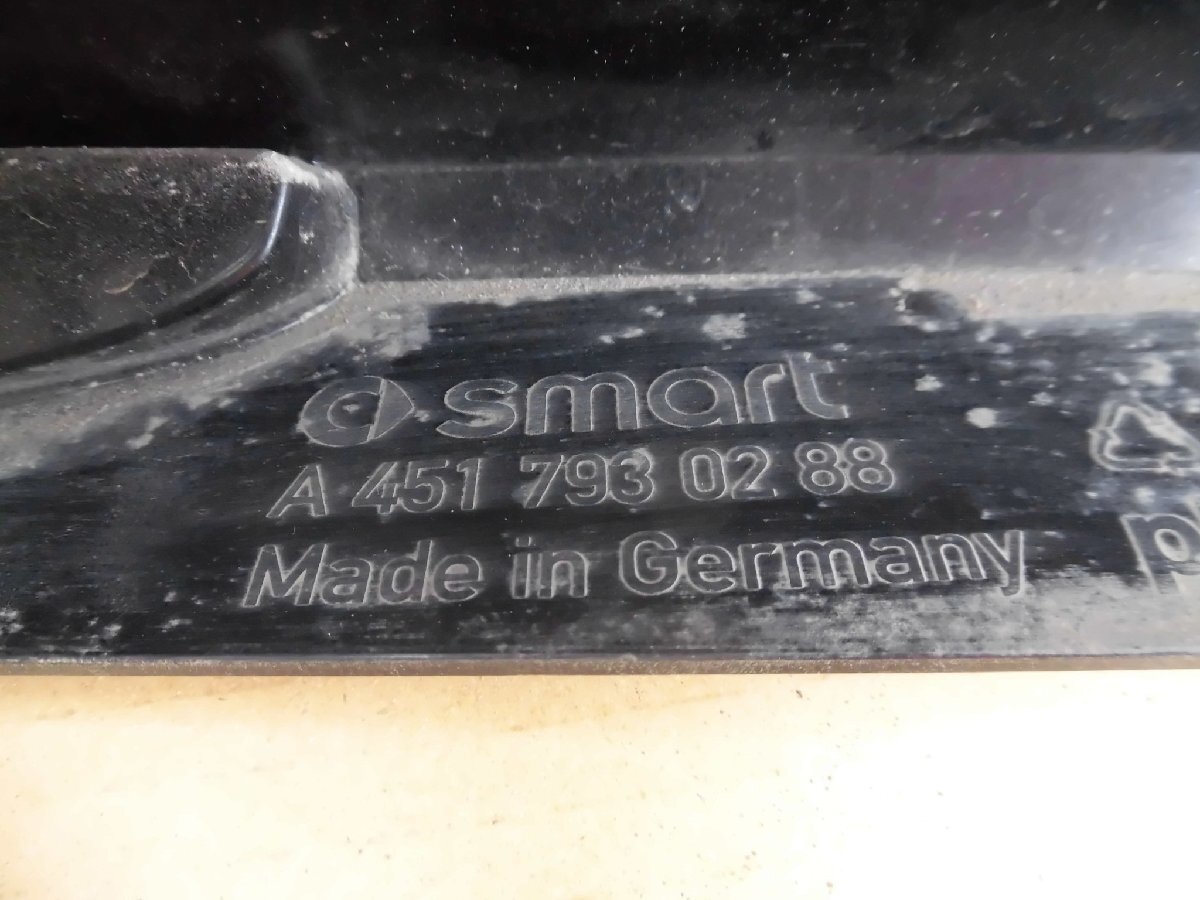 smart
A 451 793 02 88
Made in Germany